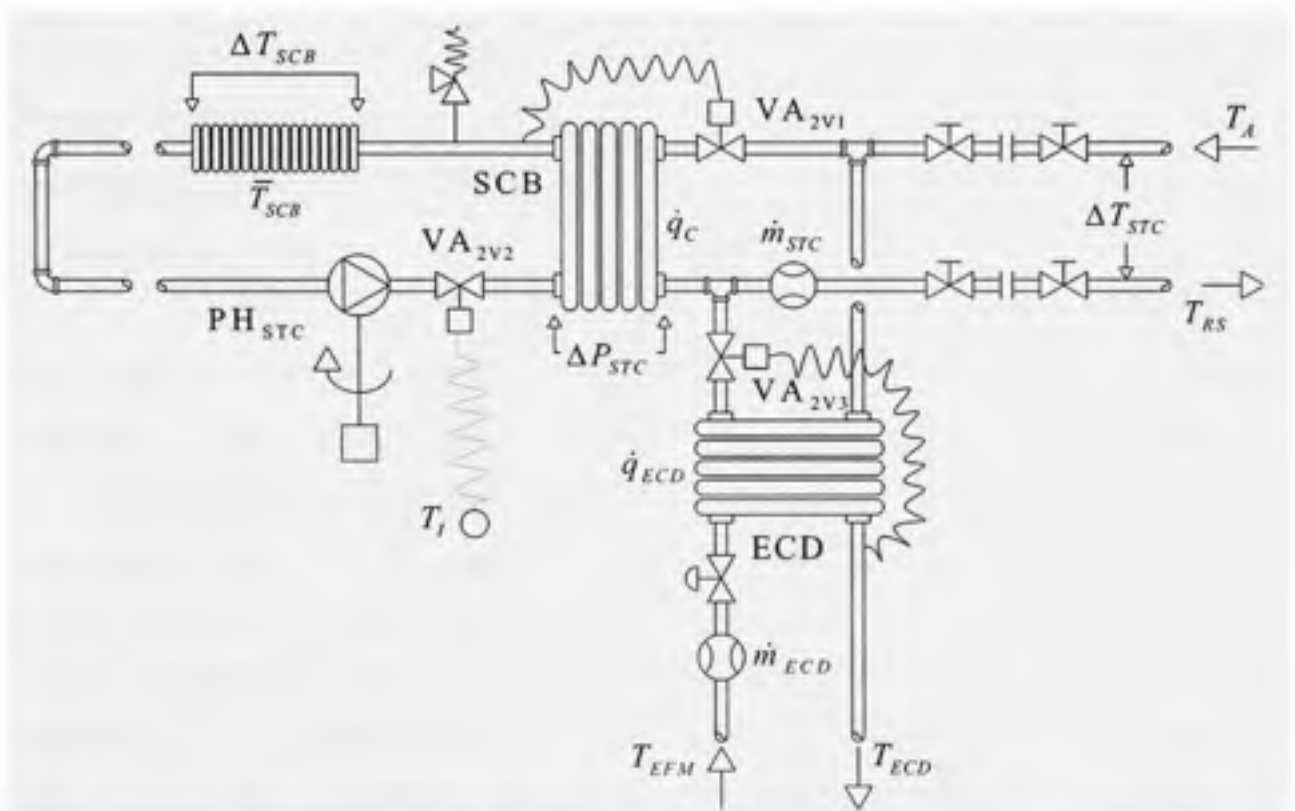 ΔT_SCB
VA_2V1
T_A
T̅_SCB
SCB
q̇_C
ṁ_STC
ΔT_STC
VA_2V2
PH_STC
ΔP_STC
T_RS
VA_2V3
q̇_ECD
T_I
ECD
ṁ_ECD
T_EFM
T_ECD